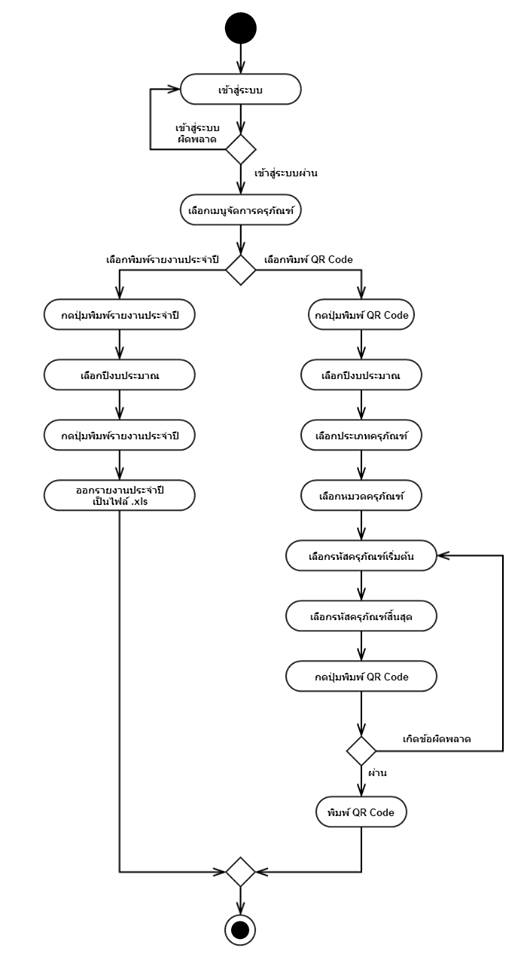 เข้าสู่ระบบ
เข้าสู่ระบบ
ผิดพลาด
เข้าสู่ระบบผ่าน
เลือกเมนูจัดการครุภัณฑ์
เลือกพิมพ์รายงานประจำปี
เลือกพิมพ์ QR Code
กดปุ่มพิมพ์รายงานประจำปี
กดปุ่มพิมพ์ QR Code
เลือกปีงบประมาณ
เลือกปีงบประมาณ
กดปุ่มพิมพ์รายงานประจำปี
เลือกประเภทครุภัณฑ์
ออกรายงานประจำปี
เป็นไฟล์ .xls
เลือกหมวดครุภัณฑ์
เลือกรหัสครุภัณฑ์เริ่มต้น
เลือกรหัสครุภัณฑ์สิ้นสุด
กดปุ่มพิมพ์ QR Code
เกิดข้อผิดพลาด
ผ่าน
พิมพ์ QR Code